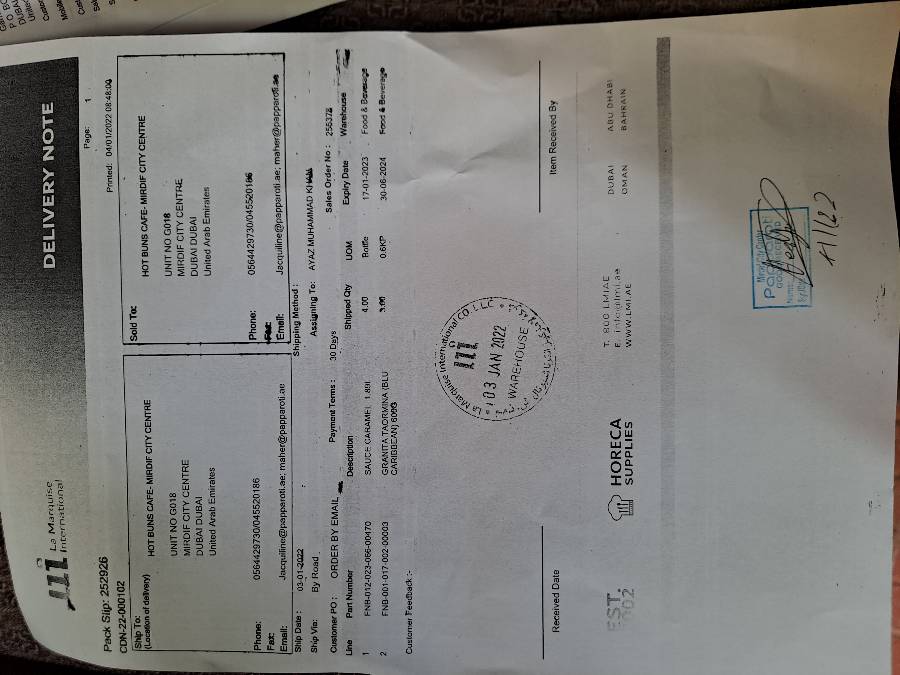 La Marquise
International
DELIVERY NOTE
Page: 1
Pack Slip: 252926
Printed: 04/01/2022 08:48:00
CDN-22-0000102
Ship To:
(Location of delivery)
HOT BUNS CAFE- MIRDIF CITY CENTRE
UNIT NO G018
MIRDIF CITY CENTRE
DUBAI DUBAI
United Arab Emirates
Phone: 0564429730/045520186
Fax:
Email: Jacquiline@papparoti.ae; maher@papparoti.ae
Sold To:
HOT BUNS CAFE- MIRDIF CITY CENTRE
UNIT NO G018
MIRDIF CITY CENTRE
DUBAI DUBAI
United Arab Emirates
Phone: 0564429730/045520186
Fax:
Email: Jacquiline@papparoti.ae; maher@papparoti.ae
Ship Date : 03-01-2022 Shipping Method :
Ship Via: By Road Assigning To: AYAZ MUHAMMAD KHAN
Customer PO : ORDER BY EMAIL Payment Terms : 30 Days Sales Order No : 255373
Line Part Number Description Shipped Qty UOM Expiry Date Warehouse
1 FNB-012-023-066-00470 SAUCE CARAMEL 1.89L 4.00 Bottle 17-01-2023 Food & Beverage
2 FNB-001-017-002-00003 GRANITA TAORMINA (BLU 3.00 0.6KP 30-06-2024 Food & Beverage
CARIBBEAN) 600G
Customer Feedback :-
La Marquise International CO. L.L.C
03 JAN 2022
WAREHOUSE
Received Date
Item Received By
EST.
2002
HORECA
SUPPLIES
T. 800 LMIAE
E. info@lmi.ae
WWW.LMI.AE
DUBAI ABU DHABI
OMAN BAHRAIN
4/1/22